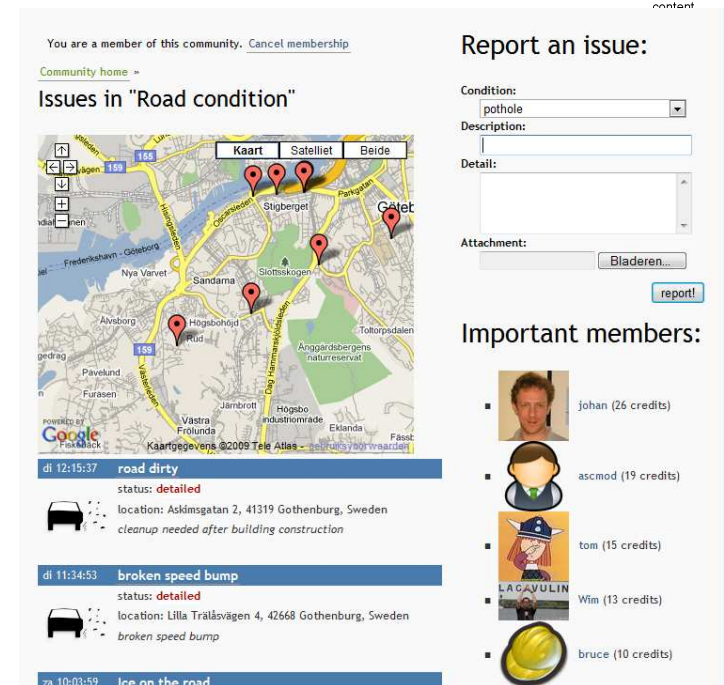 content
You are a member of this community. Cancel membership
Community home »
Issues in "Road condition"
Kaart Satelliet Beide
155
159
Oscarsleden
Stigberget
Parkgatan
Göteb
Hisingsleden
Frederikshavn - Göteborg
Nya Varvet
Sandarna
Slottsskogen
Älvsborg
Högsbohöjd
Rud
Toltorpsdalen
159
Änggårdsbergens
naturreservat
gedrag
Påvelund
Dag Hammarskjöldsleden
Västerleden
Furåsen
Järnbrott
Högsbo
industriområde
Västra
Frölunda
Eklanda
Fässb
POWERED BY
Google
Fiskebäck
Kaartgegevens ©2009 Tele Atlas - gebruiksvoorwaarden
di 12:15:37 road dirty
status: detailed
location: Askimsgatan 2, 41319 Gothenburg, Sweden
cleanup needed after building construction
di 11:34:53 broken speed bump
status: detailed
location: Lilla Trälåsvägen 4, 42668 Gothenburg, Sweden
broken speed bump
za 10:03:59 Ice on the road
Report an issue:
Condition:
pothole
Description:
Detail:
Attachment:
Bladeren...
report!
Important members:
johan (26 credits)
ascmod (19 credits)
tom (15 credits)
LAGAVULIN
Wim (13 credits)
bruce (10 credits)